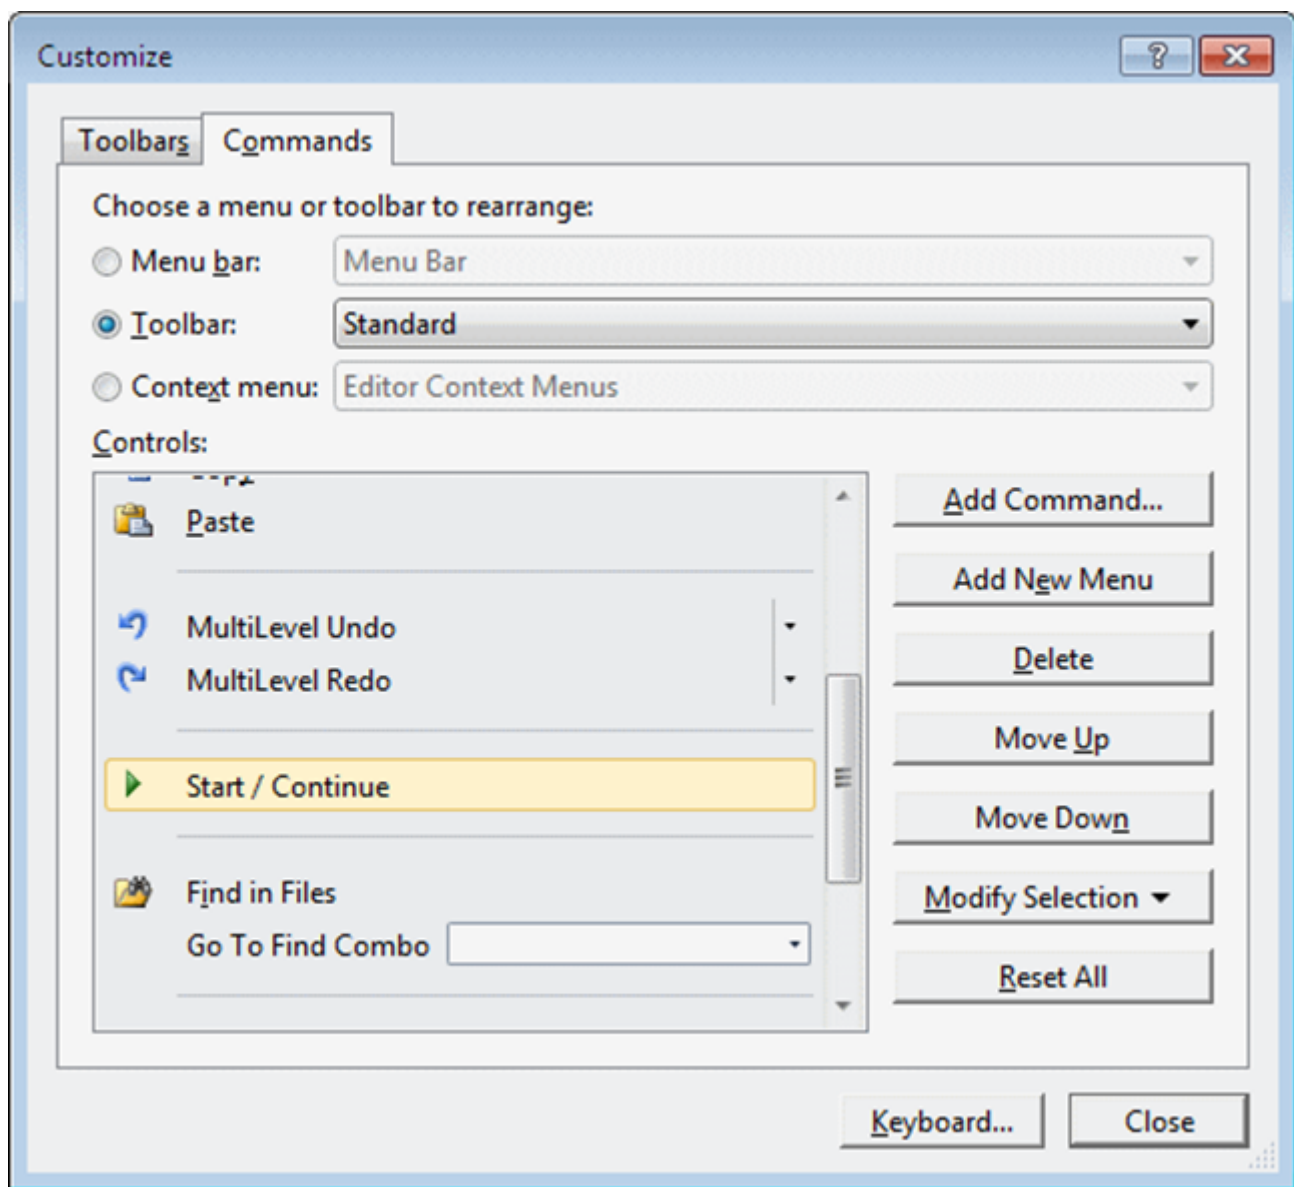 Customize
Toolbars Commands
Choose a menu or toolbar to rearrange:
Menu bar: Menu Bar
Toolbar: Standard
Context menu: Editor Context Menus
Controls:
Paste
MultiLevel Undo
MultiLevel Redo
Start / Continue
Find in Files
Go To Find Combo
Add Command...
Add New Menu
Delete
Move Up
Move Down
Modify Selection
Reset All
Keyboard... Close